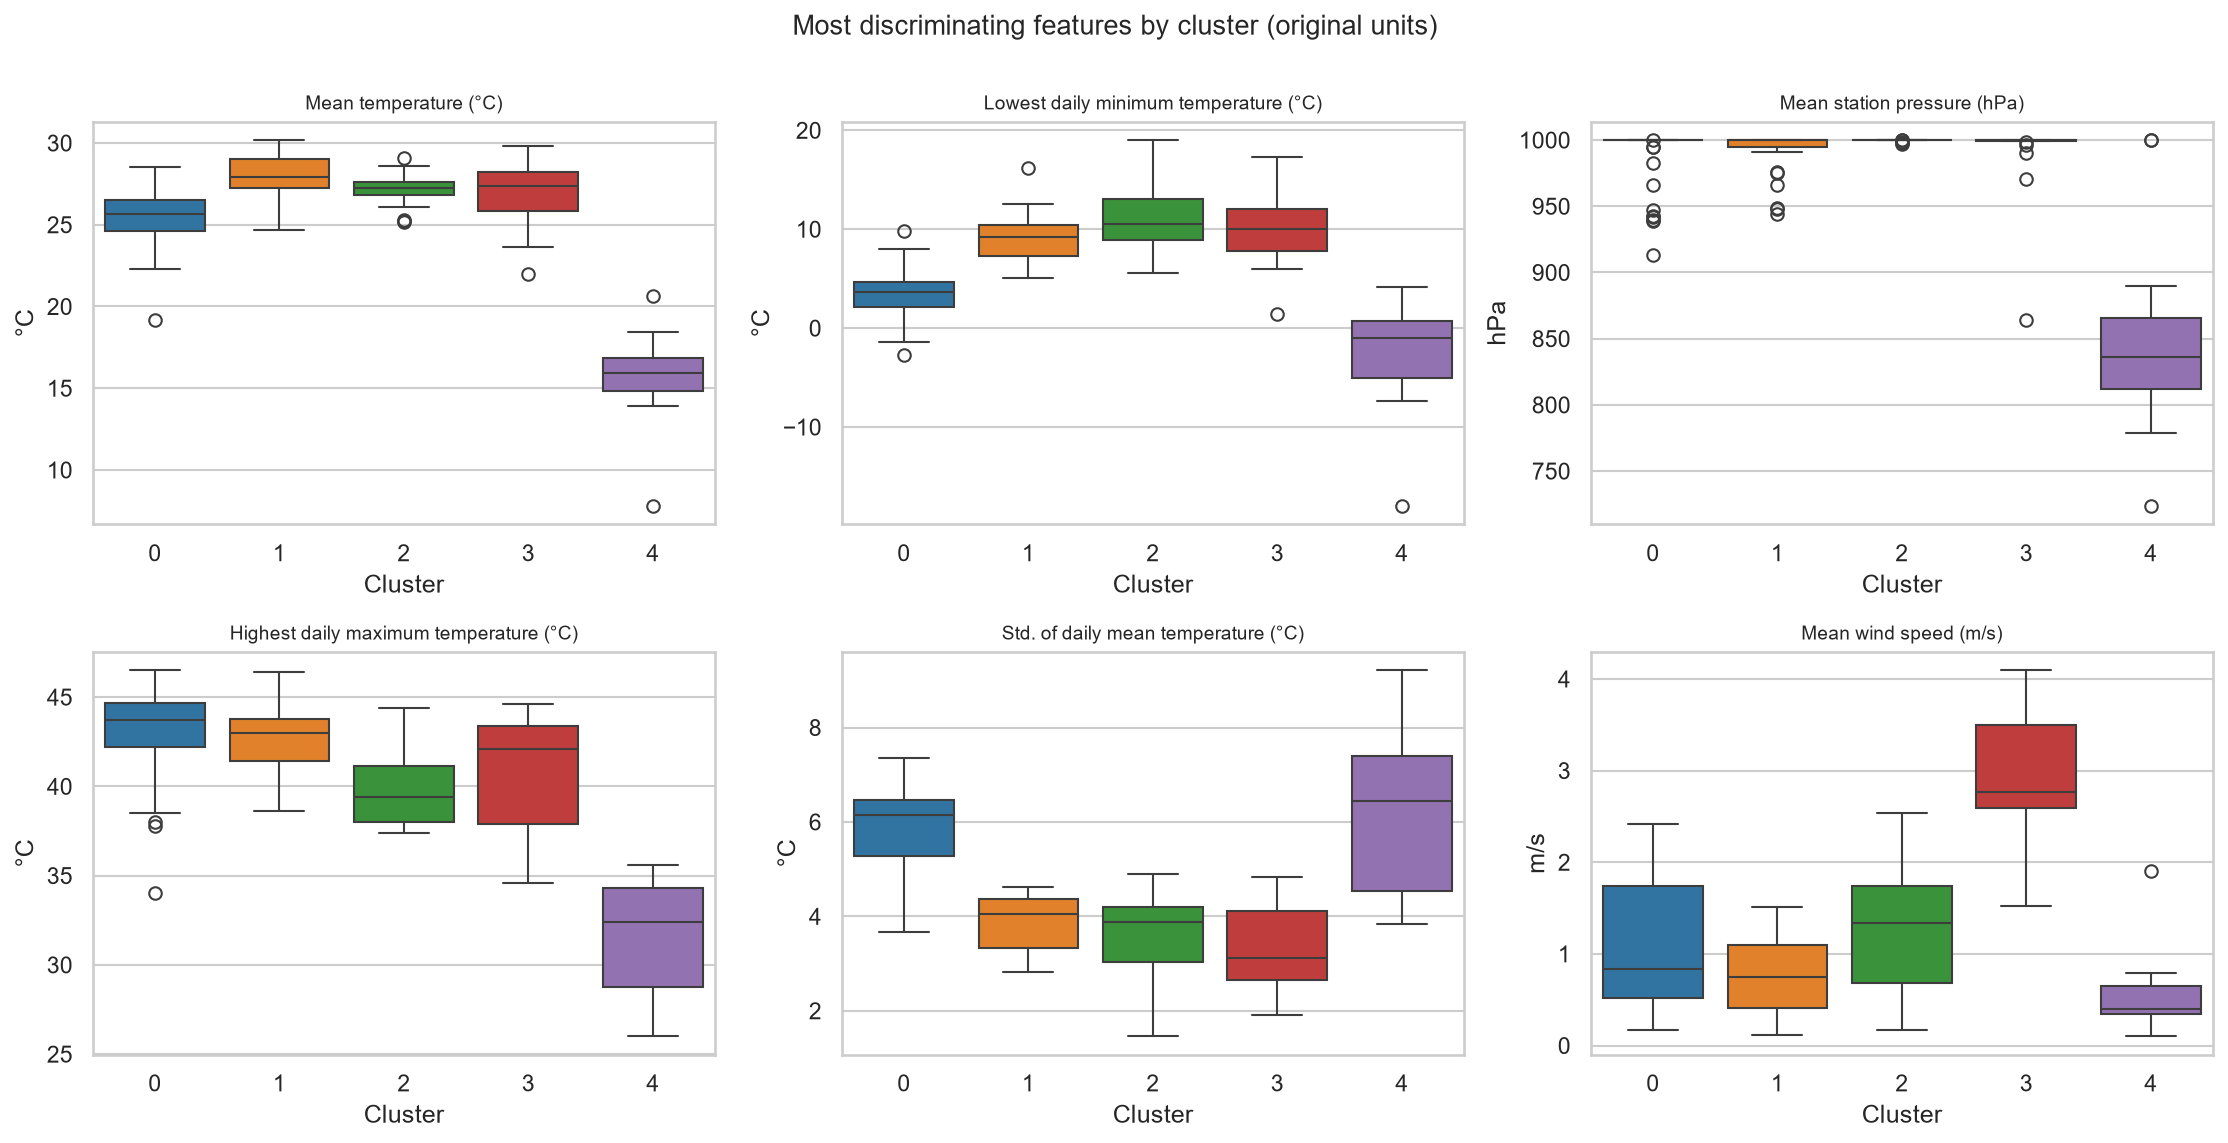 Most discriminating features by cluster (original units)
Mean temperature (°C)
°C
30
25
20
15
10
0 1 2 3 4
Cluster
Lowest daily minimum temperature (°C)
°C
20
10
0
−10
0 1 2 3 4
Cluster
Mean station pressure (hPa)
hPa
1000
950
900
850
800
750
0 1 2 3 4
Cluster
Highest daily maximum temperature (°C)
°C
45
40
35
30
25
0 1 2 3 4
Cluster
Std. of daily mean temperature (°C)
°C
8
6
4
2
0 1 2 3 4
Cluster
Mean wind speed (m/s)
m/s
4
3
2
1
0
0 1 2 3 4
Cluster